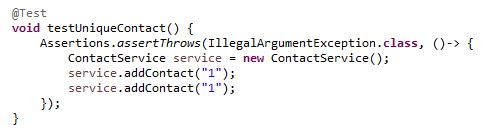 @Test
void testUniqueContact() {
    Assertions.assertThrows(IllegalArgumentException.class, ()-> {
        ContactService service = new ContactService();
        service.addContact("1");
        service.addContact("1");
    });
}